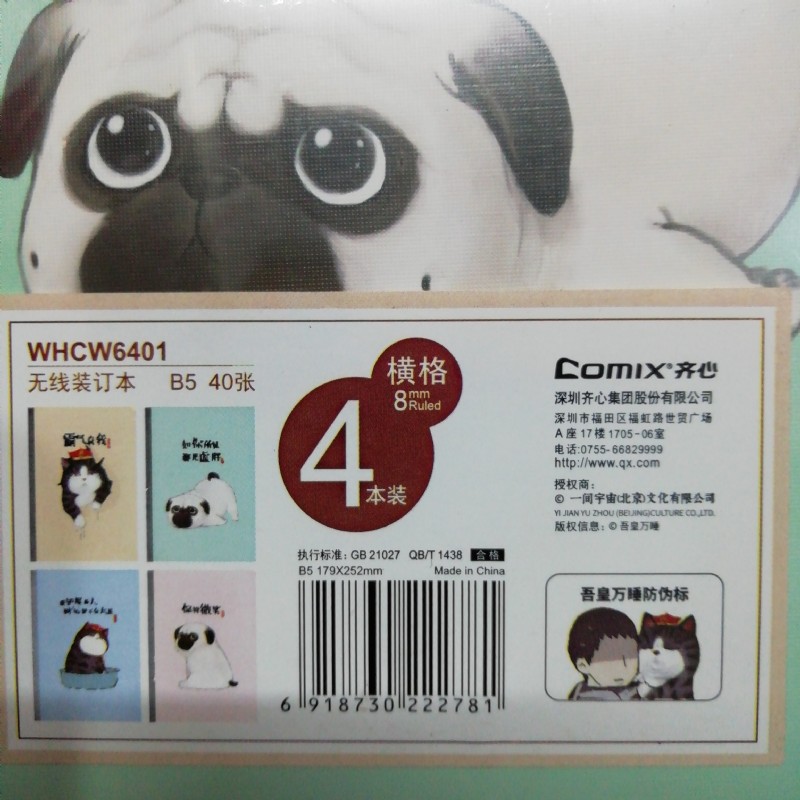 WHCW6401
无线装订本 B5 40张
霸气在我
4本装
横格
8mm Ruled
COMIX®齐心
深圳齐心集团股份有限公司
深圳市福田区福虹路世贸广场
A座17楼1705-06室
电话:0755-66829999
http://www.qx.com
授权商:
© 一间宇宙(北京)文化有限公司
YI JIAN YU ZHOU (BEIJING)CULTURE CO.,LTD.
版权信息:©吾皇万睡
执行标准: GB 21027 QB/T 1438 合格
B5 179X252mm Made in China
6 918730 222781
吾皇万睡防伪标